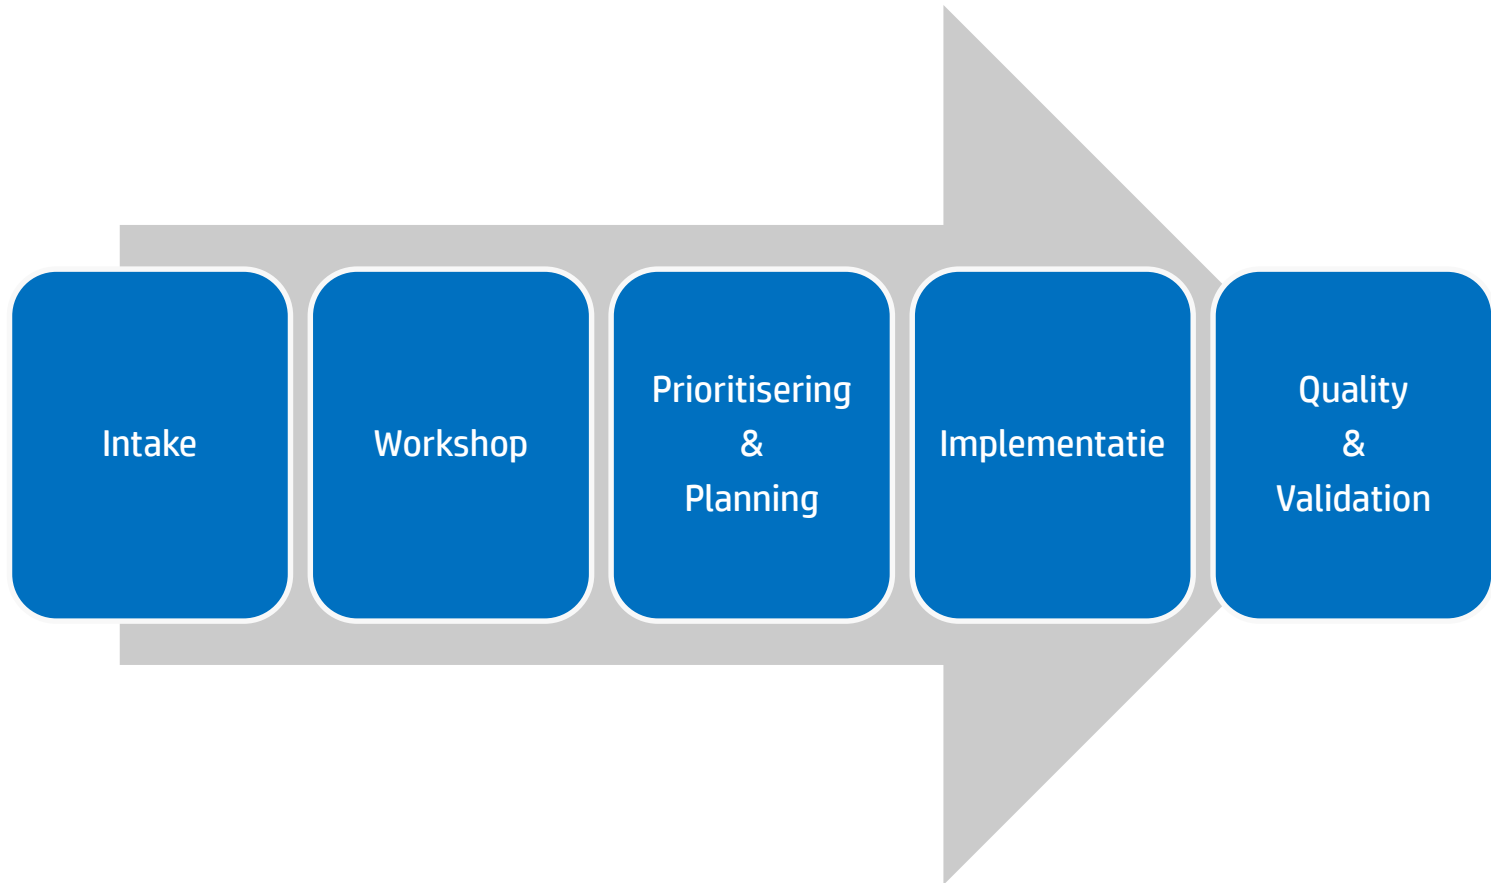 Intake
Workshop
Prioritisering
&
Planning
Implementatie
Quality
&
Validation